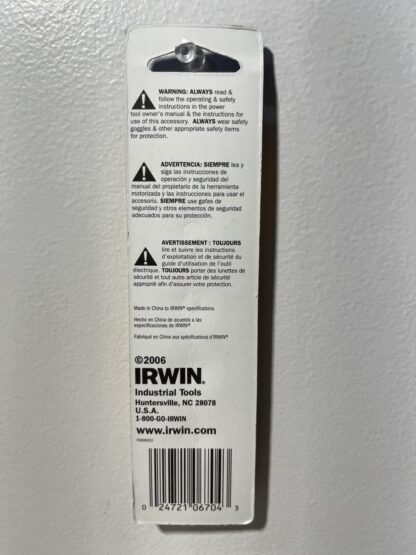 WARNING: ALWAYS read &
follow the operating & safety
instructions in the power
tool owner's manual & the instructions for
use of this accessory. ALWAYS wear safety
goggles & other appropriate safety items
for protection.
ADVERTENCIA: SIEMPRE lea y
siga las instrucciones de
operación y seguridad del
manual del propietario de la herramienta
motorizada y las instrucciones para usar el
accesorio. SIEMPRE use gafas de
seguridad y otros elementos de seguridad
adecuados para su protección.
AVERTISSEMENT : TOUJOURS
lire et suivre les instructions
d'exploitation et de sécurité du
guide d'utilisation de l'outil
électrique. TOUJOURS porter des lunettes de
sécurité et tout autre article de sécurité
approprié afin d'assurer votre protection.
Made in China to IRWIN® specifications
Hecho en China de acuerdo a las
especificaciones de IRWIN®
Fabriqué en Chine aux spécifications d'IRWIN®
©2006
IRWIN®
Industrial Tools
Huntersville, NC 28078
U.S.A.
1-800-GO-IRWIN
www.irwin.com
0 24721 06704 3